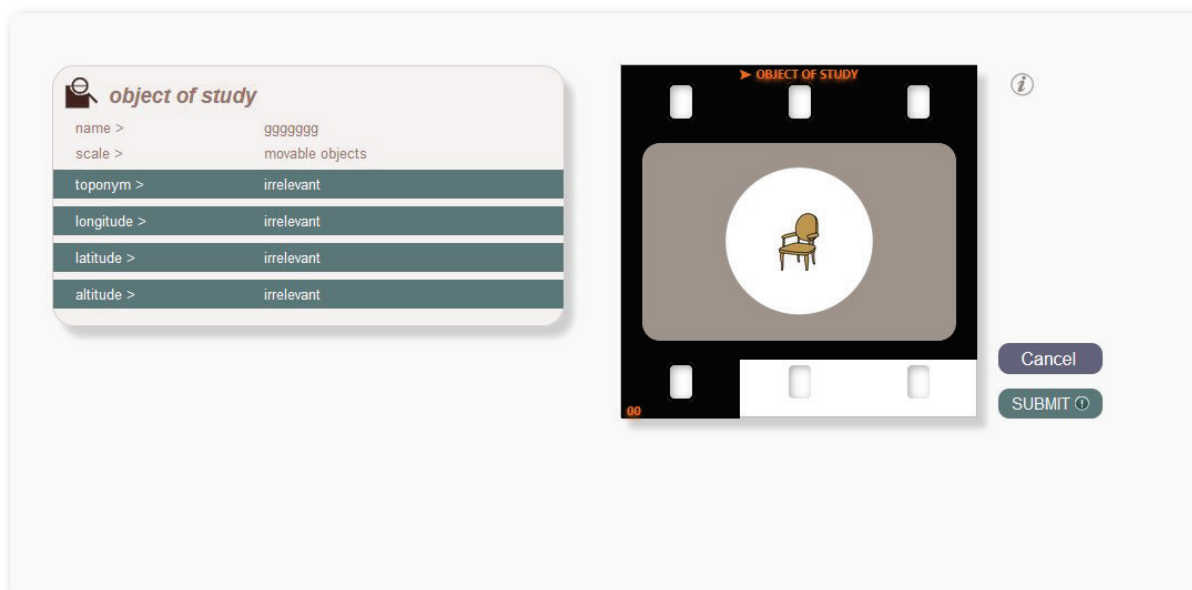 object of study
name > ggggggg
scale > movable objects
toponym > irrelevant
longitude > irrelevant
latitude > irrelevant
altitude > irrelevant
➤ OBJECT OF STUDY
00
i
Cancel
SUBMIT !